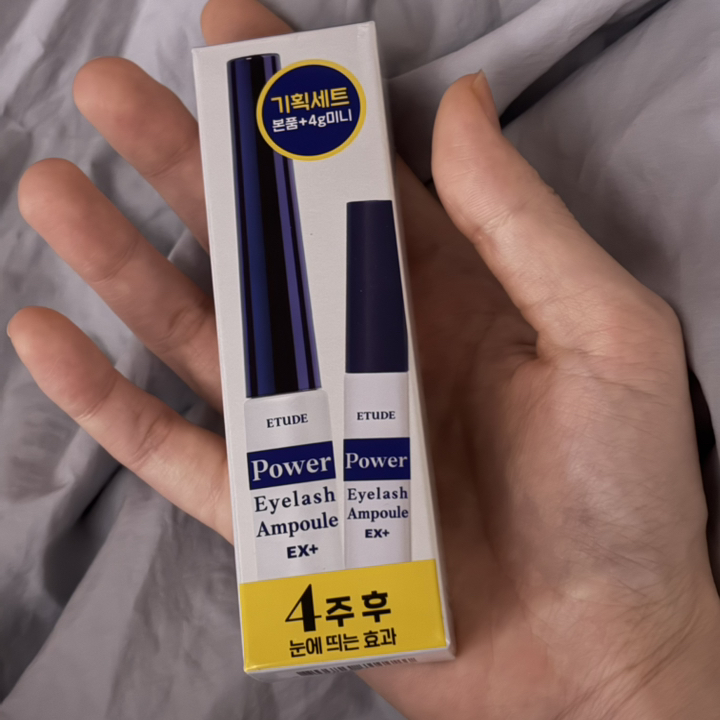 기획세트
본품+4g미니
ETUDE
Power
Eyelash
Ampoule
EX+
ETUDE
Power
Eyelash
Ampoule
EX+
4주 후
눈에 띄는 효과